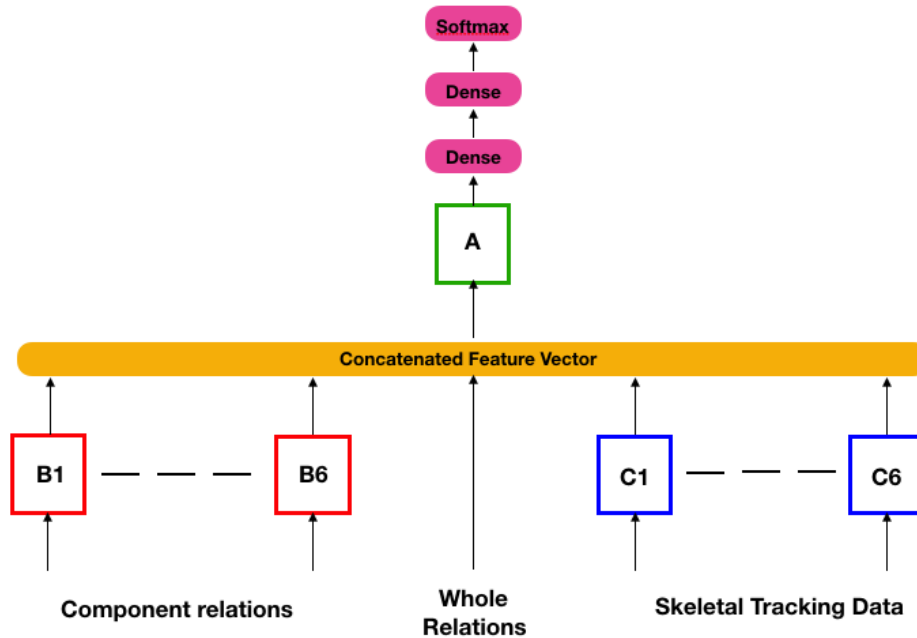 Softmax
Dense
Dense
A
Concatenated Feature Vector
B1
B6
C1
C6
Component relations
Whole
Relations
Skeletal Tracking Data